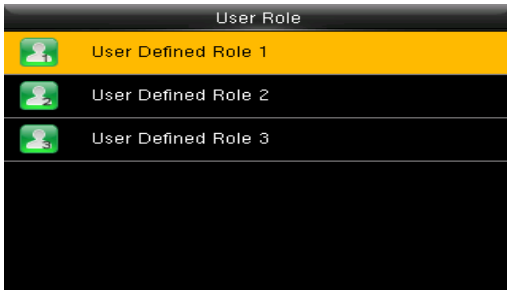 User Role
User Defined Role 1
User Defined Role 2
User Defined Role 3